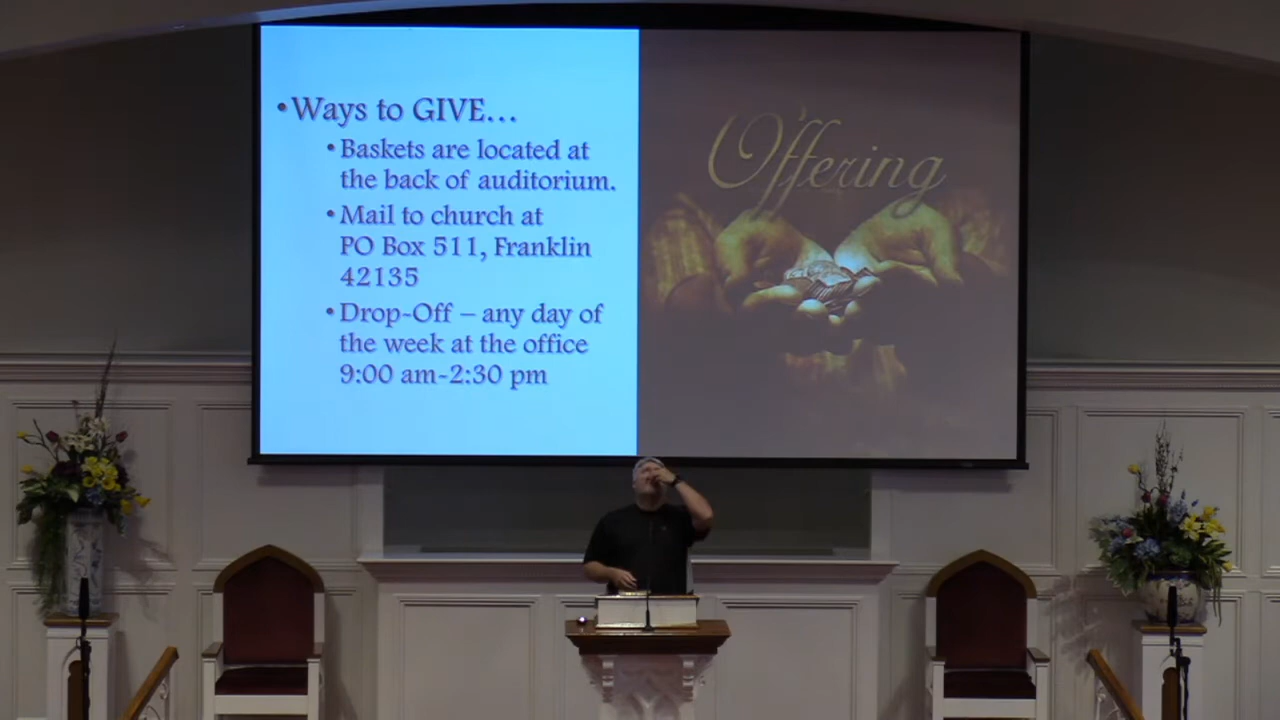 •Ways to GIVE...
•Baskets are located at
the back of auditorium.
•Mail to church at
PO Box 511, Franklin
42135
•Drop-Off – any day of
the week at the office
9:00 am-2:30 pm
Offering